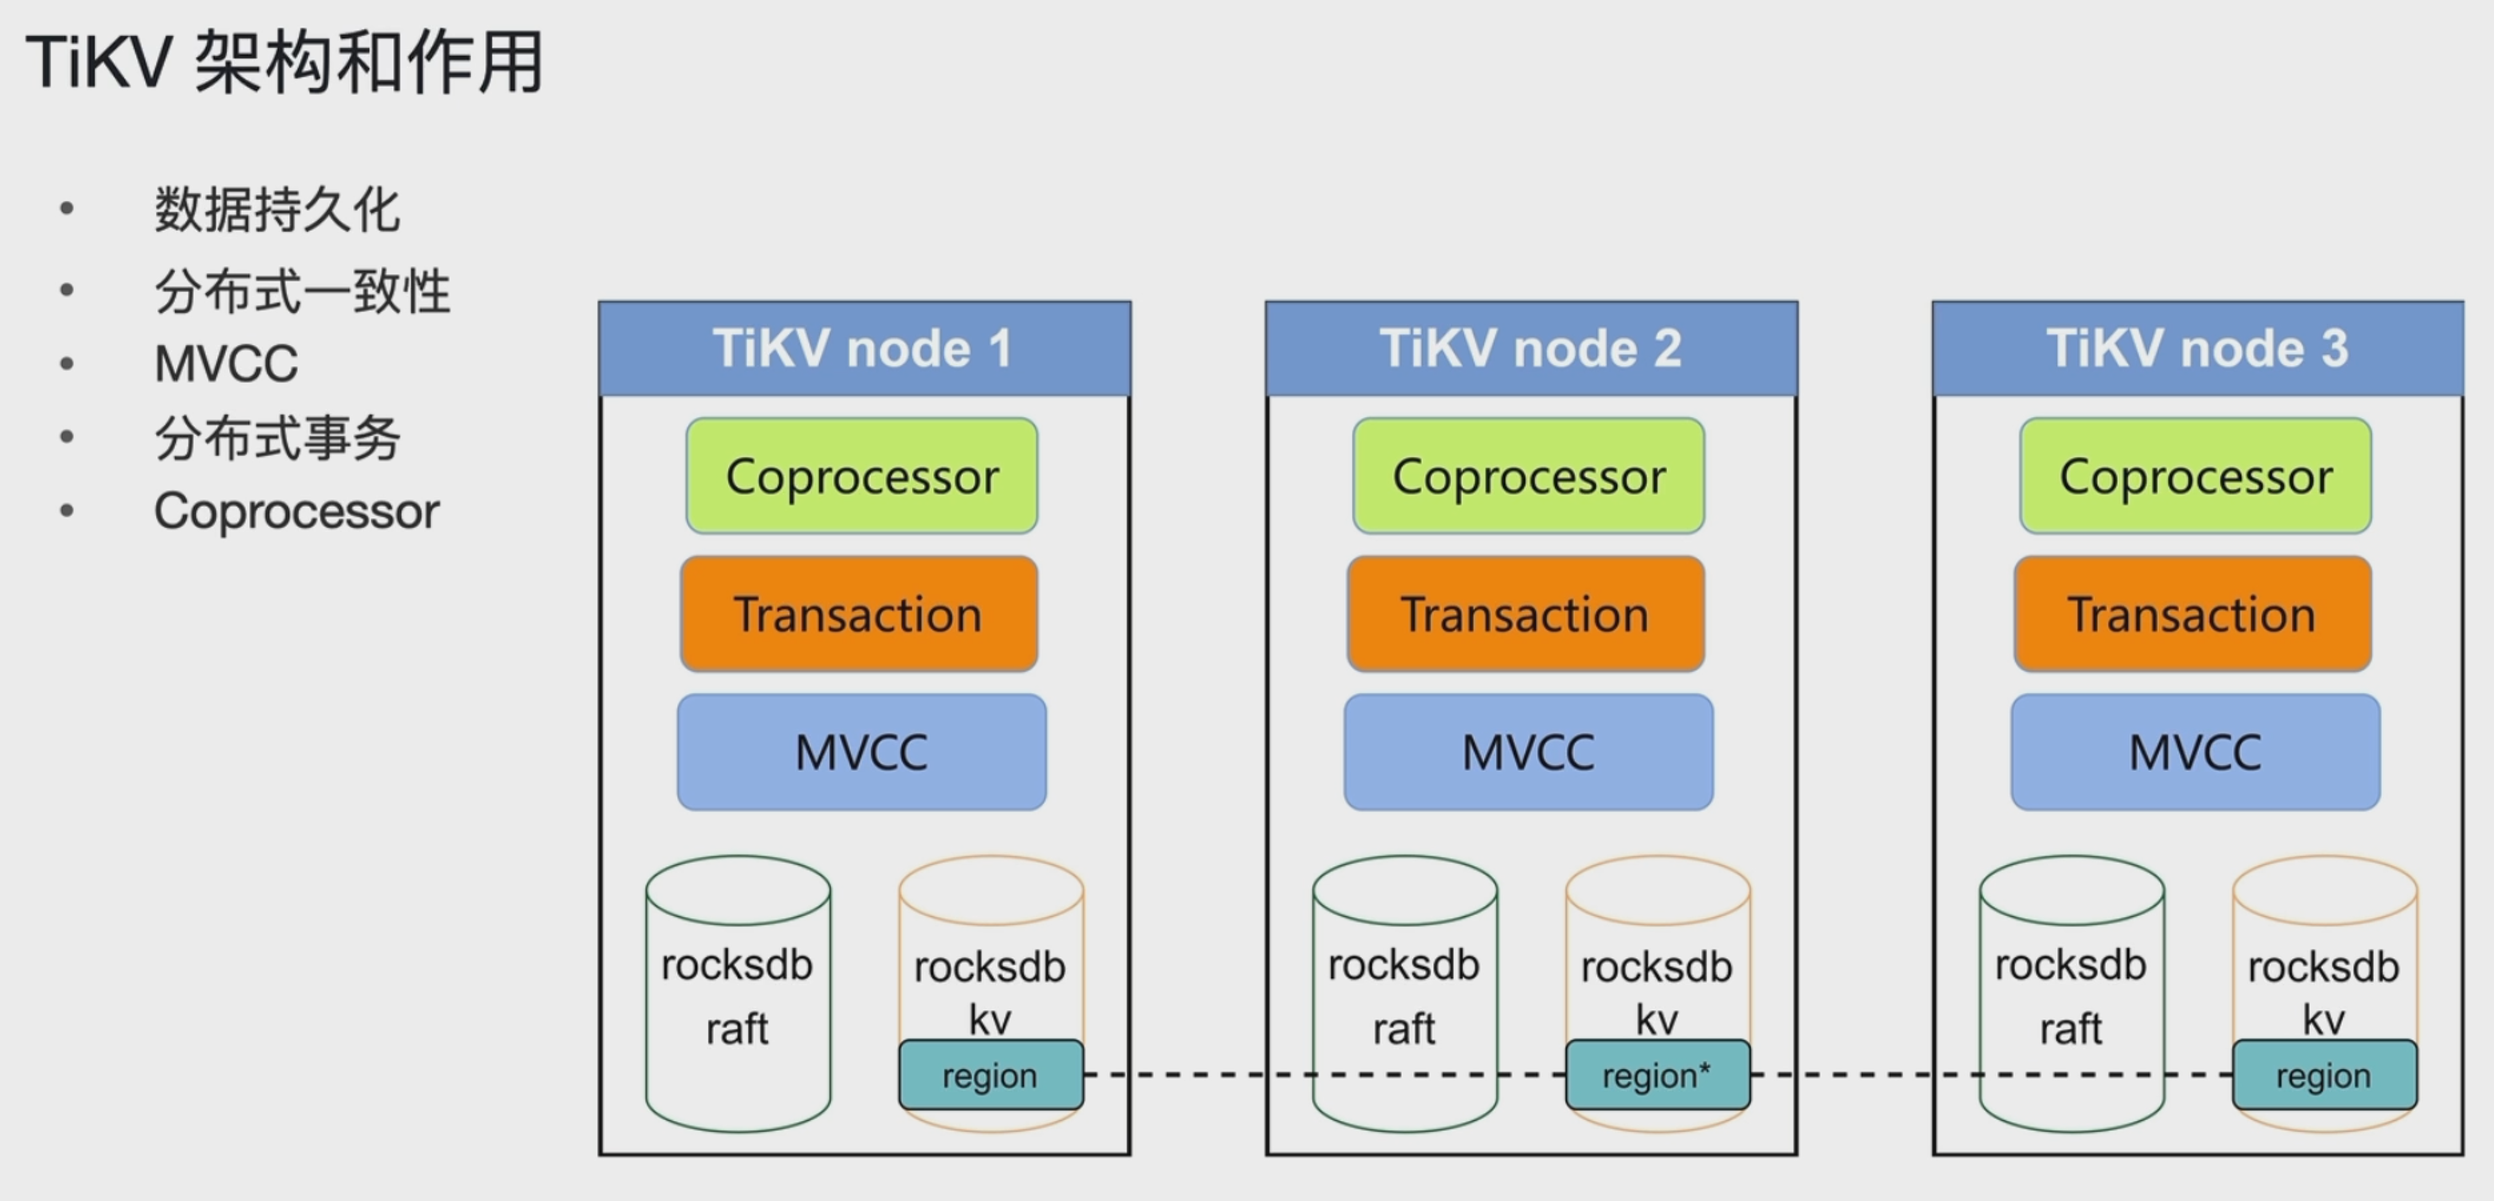 TiKV 架构和作用
数据持久化
分布式一致性
MVCC
分布式事务
Coprocessor
TiKV node 1
Coprocessor
Transaction
MVCC
rocksdb
raft
rocksdb
kv
region
TiKV node 2
Coprocessor
Transaction
MVCC
rocksdb
raft
rocksdb
kv
region*
TiKV node 3
Coprocessor
Transaction
MVCC
rocksdb
raft
rocksdb
kv
region